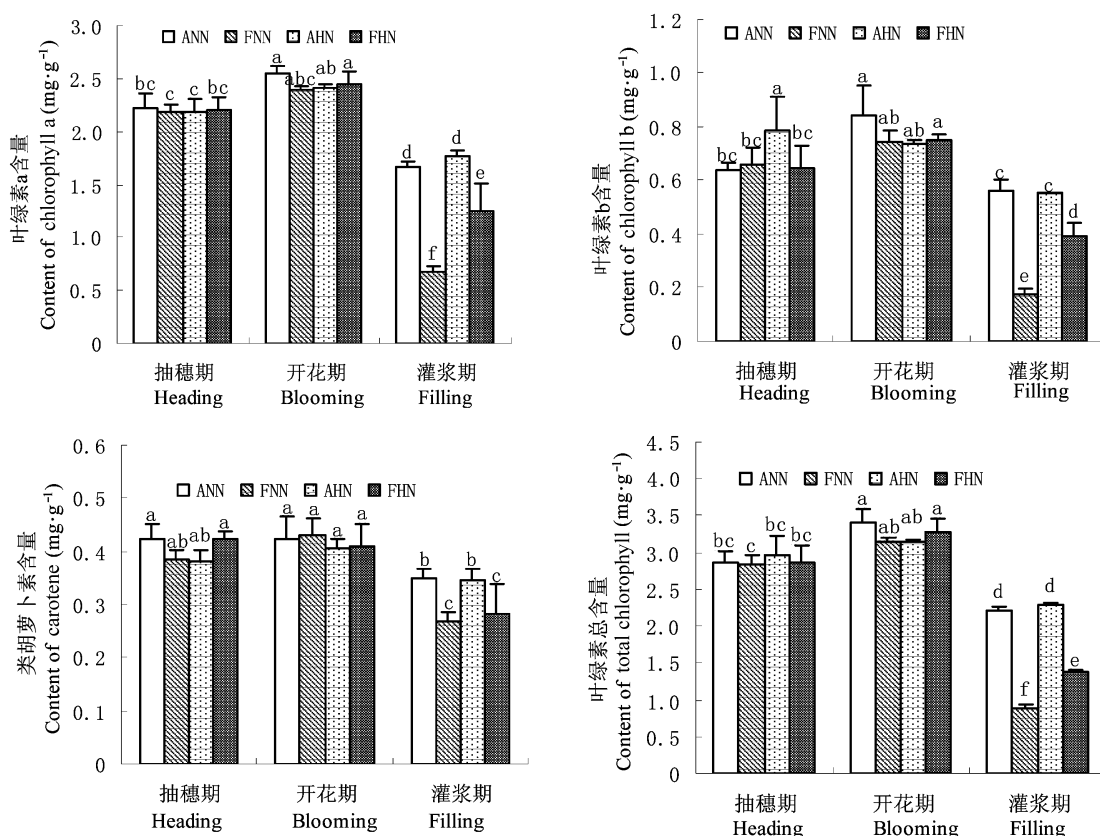 叶绿素a含量
Content of chlorophyll a (mg·g⁻¹)
3.0
2.5
2.0
1.5
1.0
0.5
0
ANN FNN AHN FHN
bc c c bc
a abc ab a
d f d e
抽穗期 开花期 灌浆期
Heading Blooming Filling
叶绿素b含量
Content of chlorophyll b (mg·g⁻¹)
1.2
1.0
0.8
0.6
0.4
0.2
0
ANN FNN AHN FHN
bc bc a bc
a ab ab a
c e c d
抽穗期 开花期 灌浆期
Heading Blooming Filling
类胡萝卜素含量
Content of carotene (mg·g⁻¹)
0.6
0.5
0.4
0.3
0.2
0.1
0
ANN FNN AHN FHN
a ab ab a
a a a a
b c b c
抽穗期 开花期 灌浆期
Heading Blooming Filling
叶绿素总含量
Content of total chlorophyll (mg·g⁻¹)
4.5
4.0
3.5
3.0
2.5
2.0
1.5
1.0
0.5
0
ANN FNN AHN FHN
bc c bc bc
a ab ab a
d f d e
抽穗期 开花期 灌浆期
Heading Blooming Filling